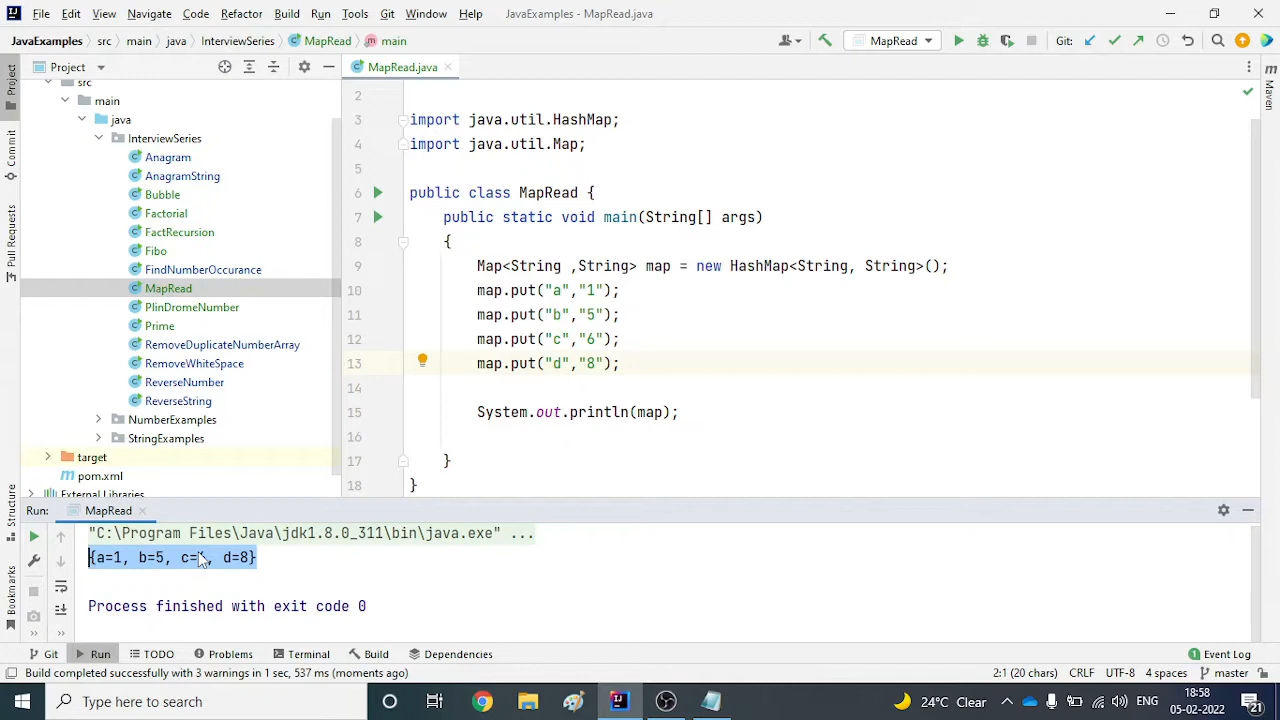 File Edit View Navigate Code Refactor Build Run Tools Git Window Help JavaExamples - MapRead.java
JavaExamples src main java InterviewSeries MapRead main MapRead Git:
Project MapRead.java
Project
Commit
Pull Requests
Structure
Bookmarks
Maven
src
main
java
InterviewSeries
Anagram
AnagramString
Bubble
Factorial
FactRecursion
Fibo
FindNumberOccurance
MapRead
PlinDromeNumber
Prime
RemoveDuplicateNumberArray
RemoveWhiteSpace
ReverseNumber
ReverseString
NumberExamples
StringExamples
target
pom.xml
External Libraries
2
3 import java.util.HashMap;
4 import java.util.Map;
5
6 public class MapRead {
7 public static void main(String[] args)
8 {
9 Map<String ,String> map = new HashMap<String, String>();
10 map.put("a","1");
11 map.put("b","5");
12 map.put("c","6");
13 map.put("d","8");
14
15 System.out.println(map);
16
17 }
18 }
Run: MapRead
"C:\Program Files\Java\jdk1.8.0_311\bin\java.exe" ...
{a=1, b=5, c= , d=8}
Process finished with exit code 0
Git Run TODO Problems Terminal Build Dependencies Event Log
Build completed successfully with 3 warnings in 1 sec, 537 ms (moments ago) 2:1 (20 chars) CRLF UTF-8 4 spaces master
Type here to search 24°C Clear ENG 18:58
05-02-2022 21